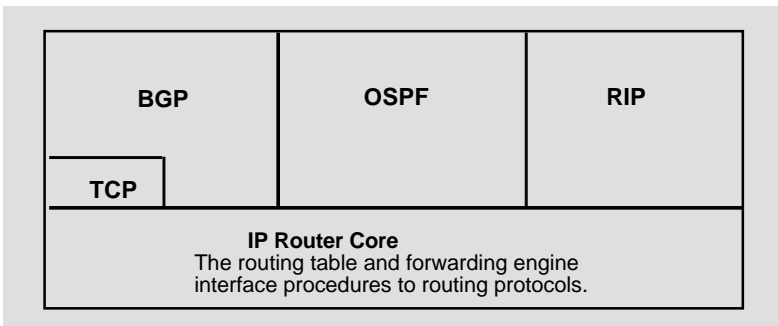 BGP OSPF RIP
TCP
IP Router Core
The routing table and forwarding engine
interface procedures to routing protocols.